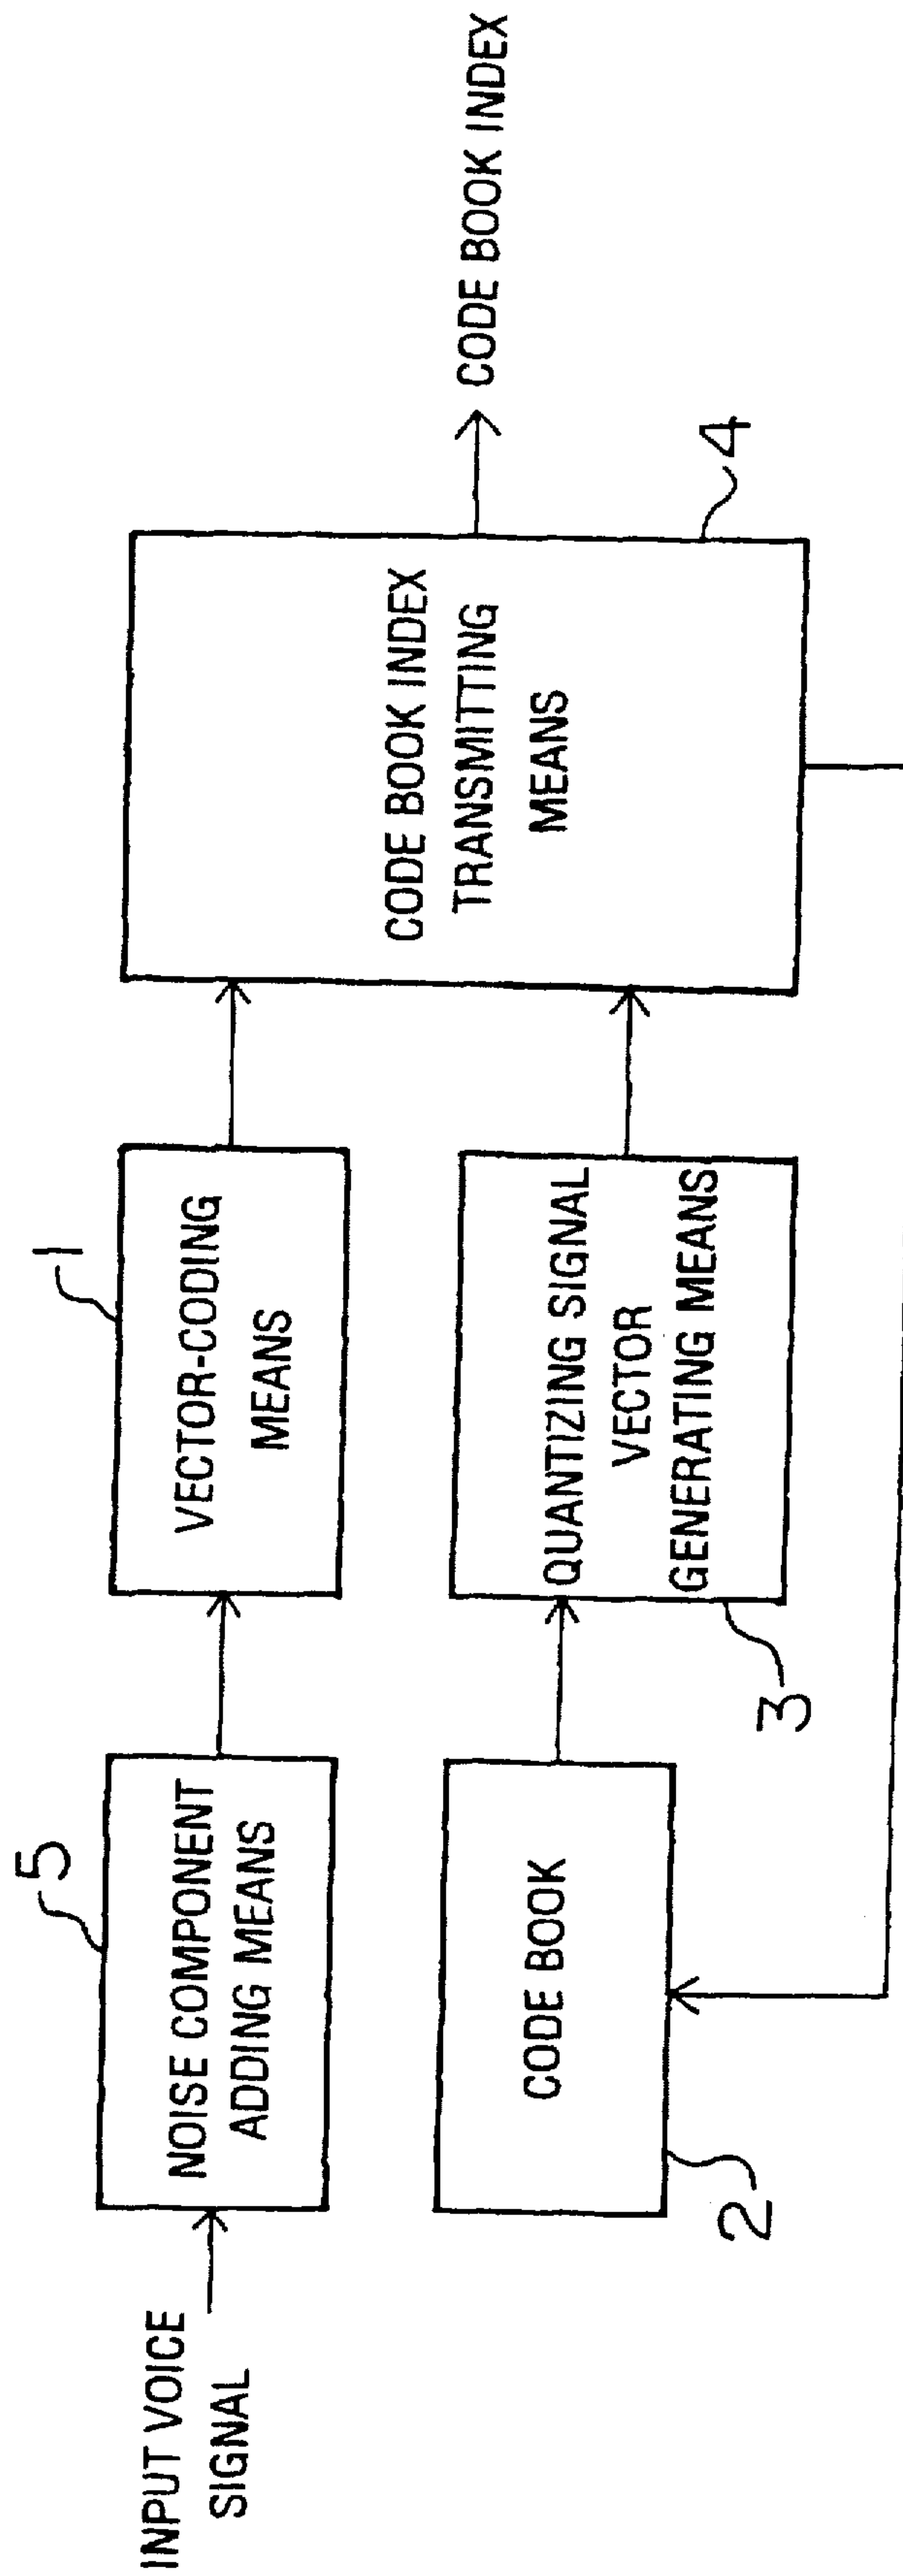 INPUT VOICE
SIGNAL
5
NOISE COMPONENT
ADDING MEANS
1
VECTOR-CODING
MEANS
CODE BOOK
2
QUANTIZING SIGNAL
VECTOR
GENERATING MEANS
3
CODE BOOK INDEX
TRANSMITTING
MEANS
4
CODE BOOK INDEX